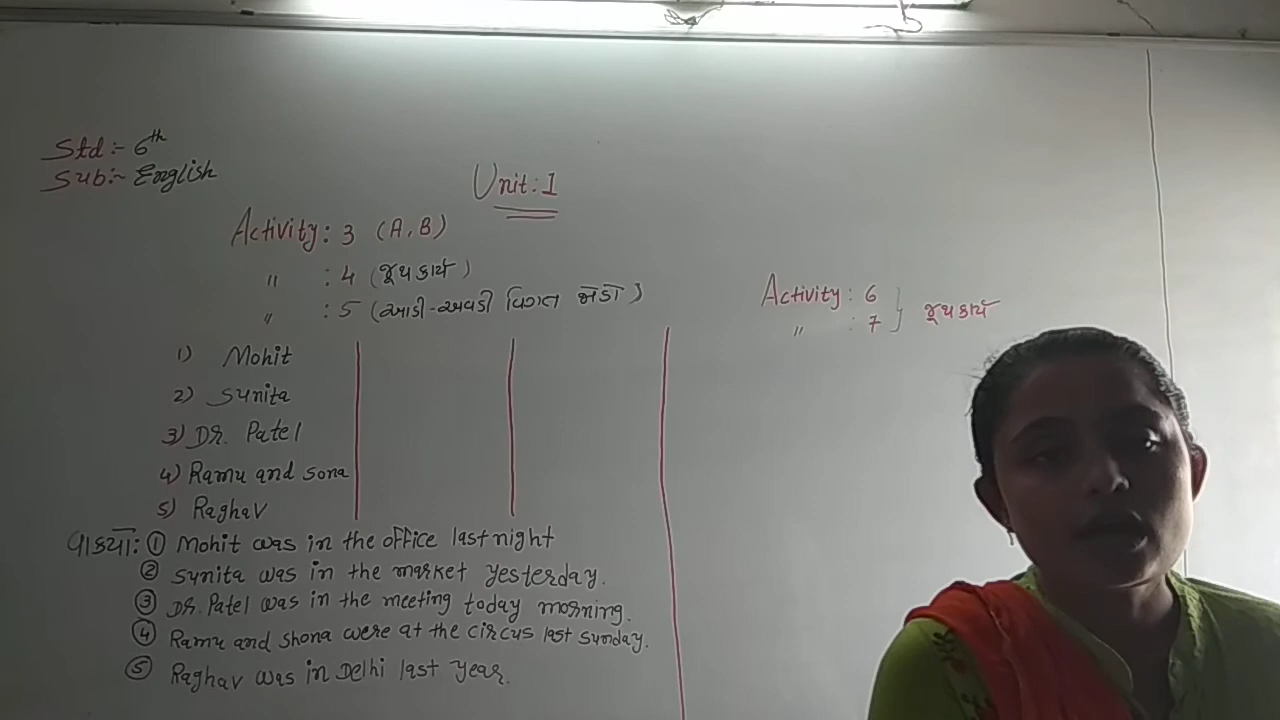 Std :- 6th
Sub :- English
Unit : 1
Activity : 3 (A, B)
" : 4 (જૂથકાર્ય)
" : 5 (આડી-અવળી વિગત જોડો)
1) Mohit
2) Sunita
3) DR. Patel
4) Ramu and Sona
5) Raghav
વાક્યો: ① Mohit was in the office last night
② Sunita was in the market yesterday.
③ DR. Patel was in the meeting today morning.
④ Ramu and Shona were at the circus last Sunday.
⑤ Raghav was in Delhi last year.
Activity : 6
" : 7 } જૂથકાર્ય